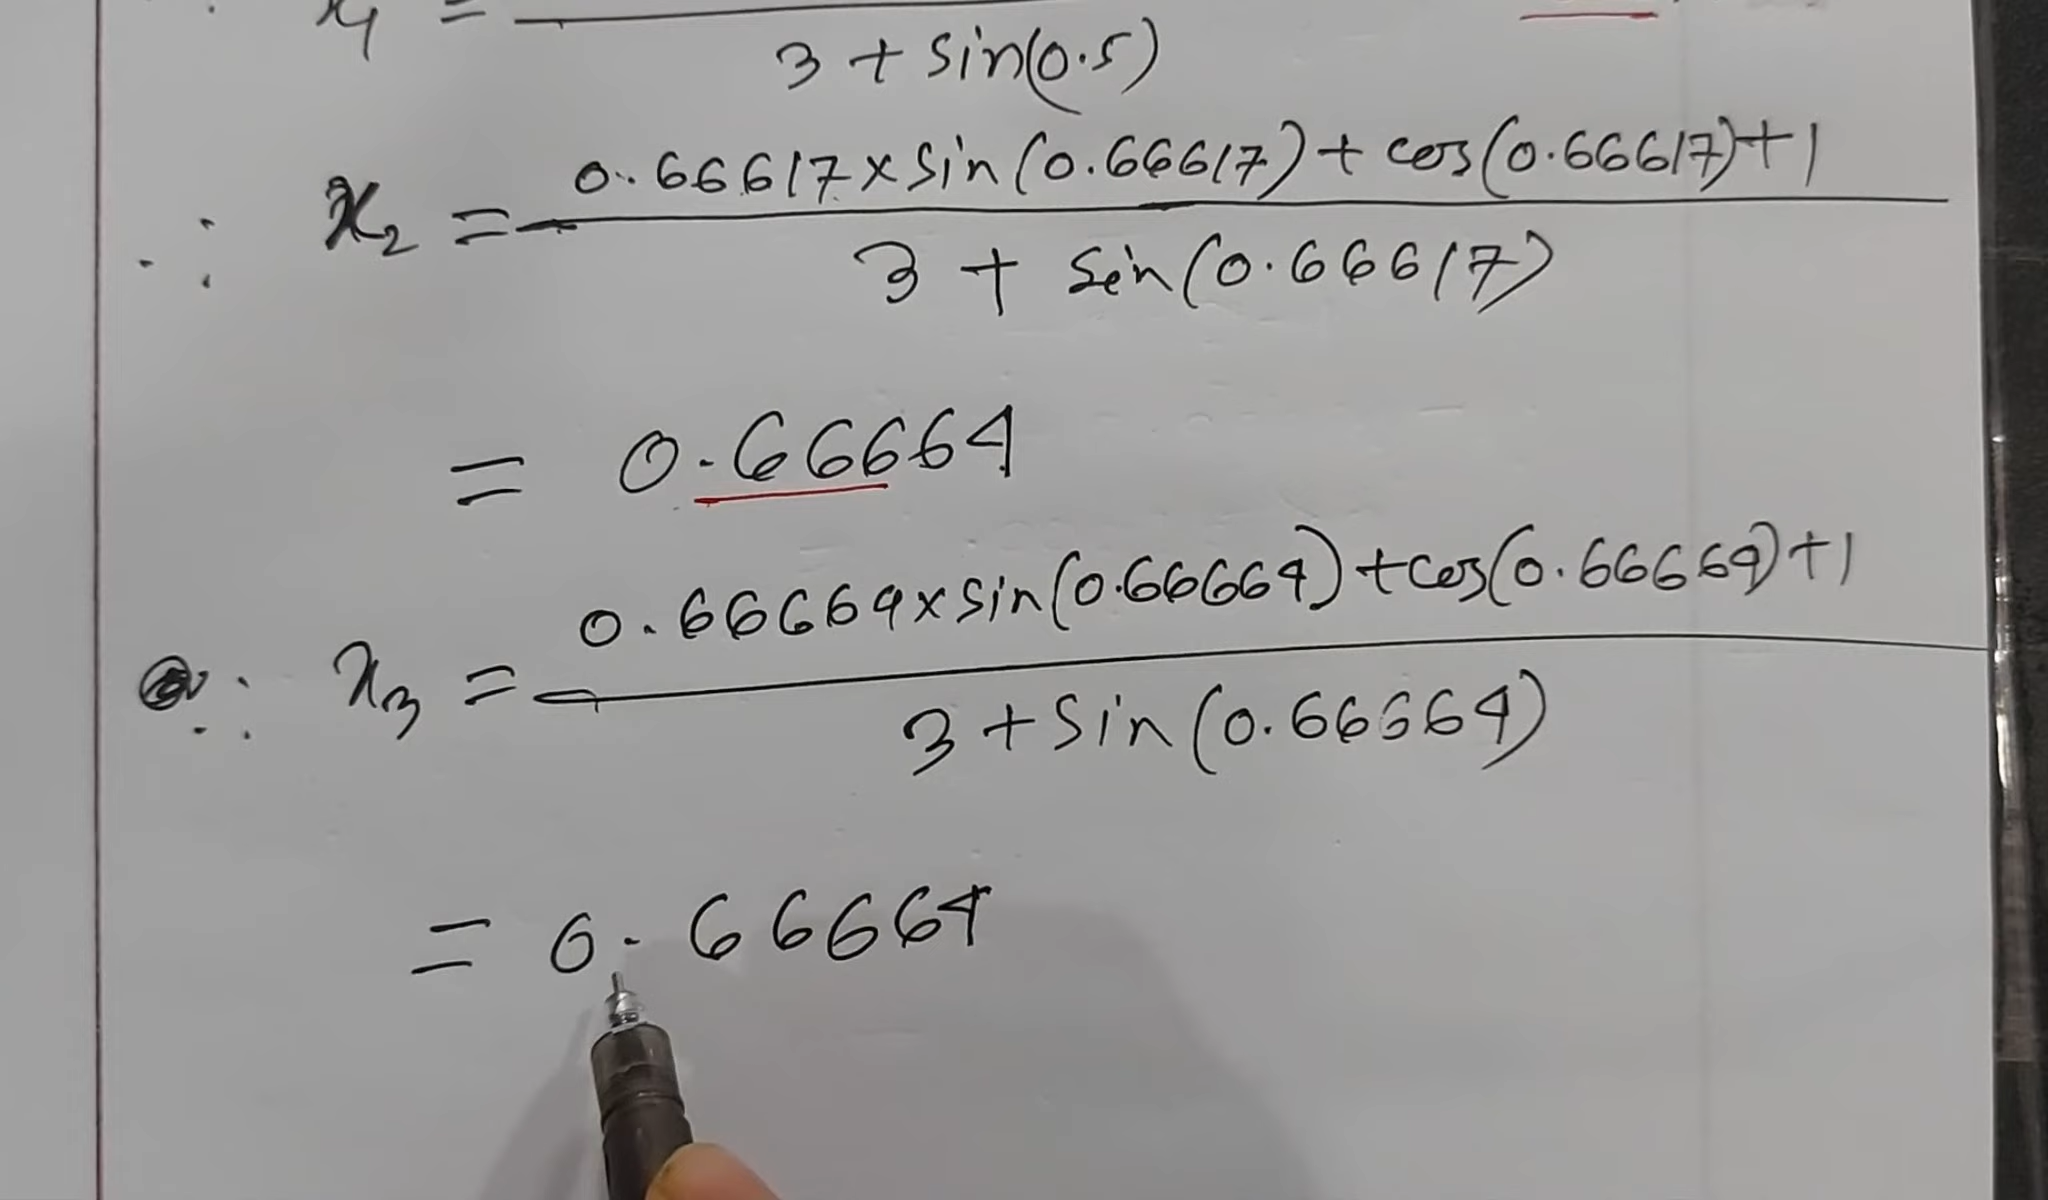 x₁ =
3 + sin(0.5)
∴ x₂ = 0.66617 x sin(0.66617) + cos(0.66617) + 1
3 + sin(0.66617)
= 0.66664
∴ x₃ = 0.66664 x sin(0.66664) + cos(0.66664) + 1
3 + sin(0.66664)
= 0.66664